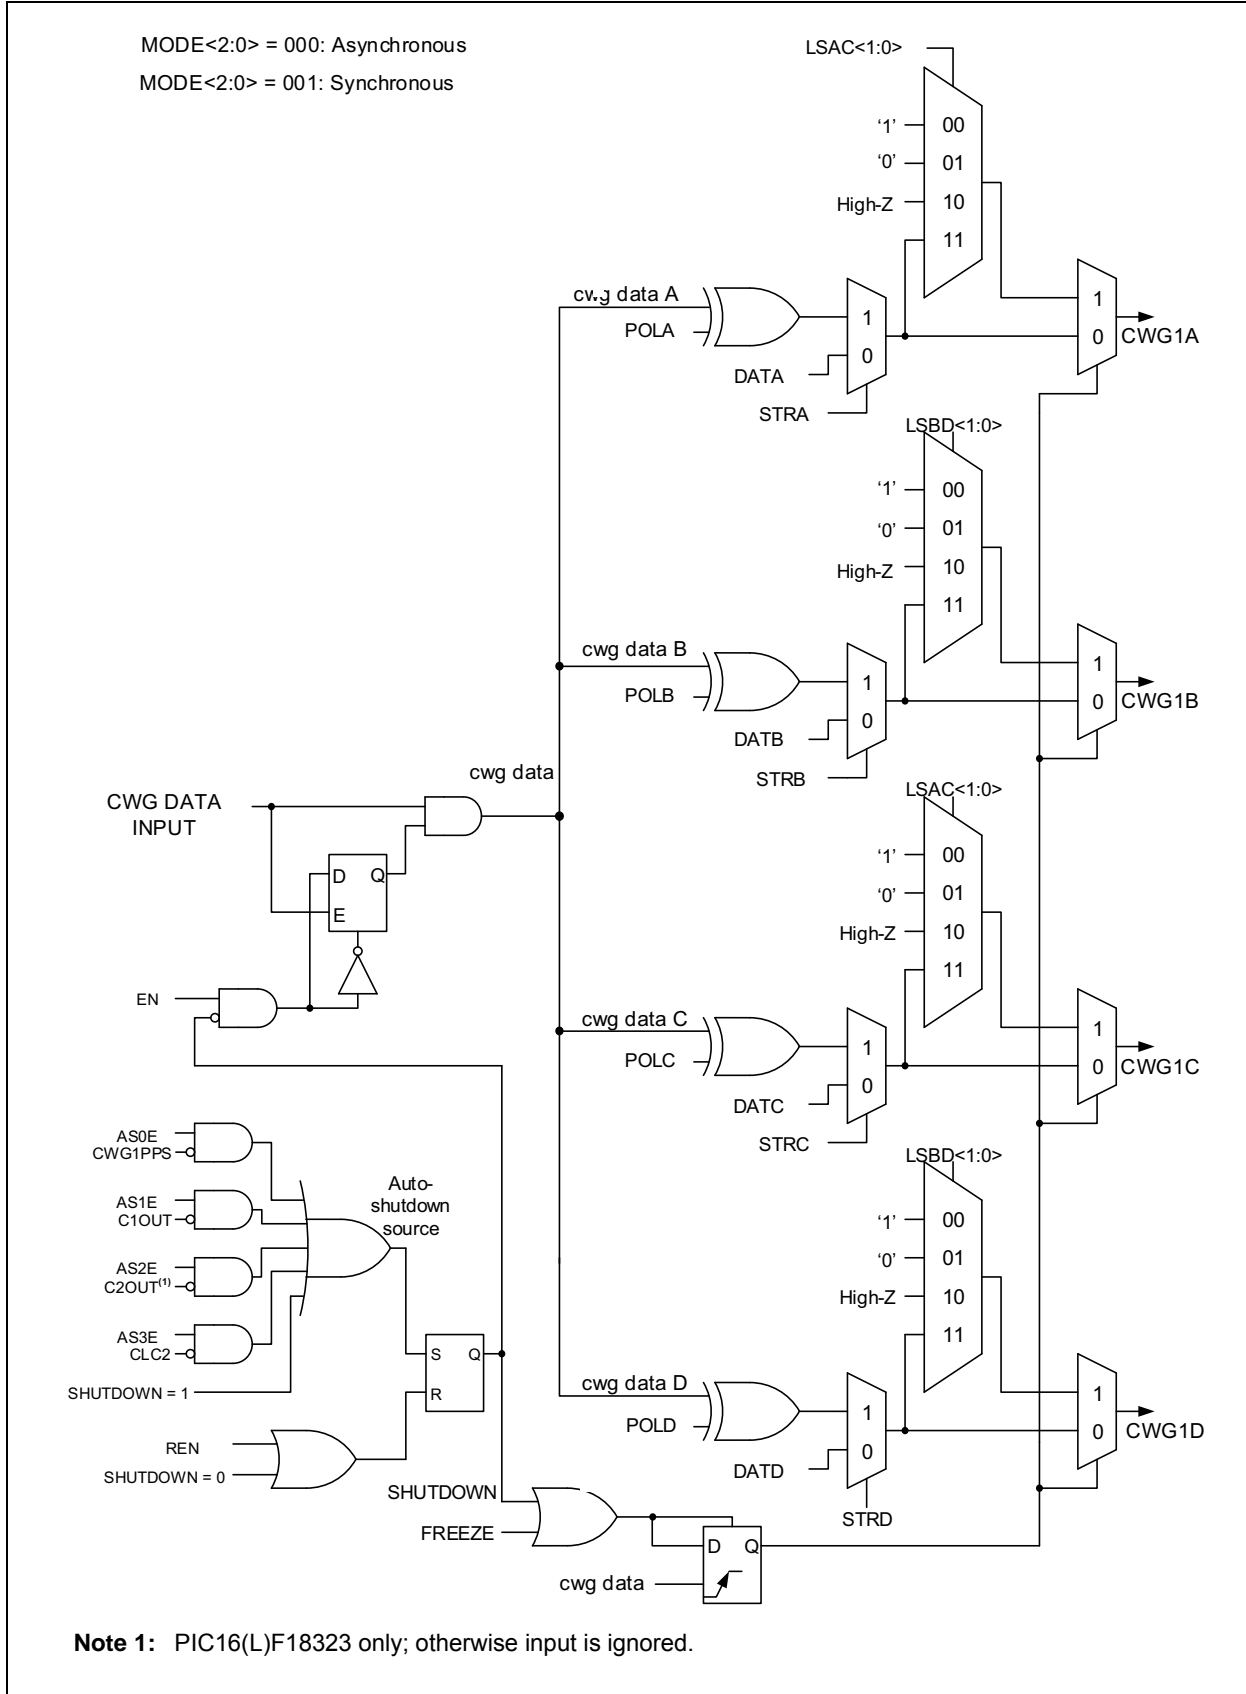 MODE<2:0> = 000: Asynchronous
MODE<2:0> = 001: Synchronous
LSAC<1:0>
‘1’
00
‘0’
01
High-Z
10
11
cwg data A
POLA
1
0
DATA
STRA
1
0
CWG1A
LSBD<1:0>
‘1’
00
‘0’
01
High-Z
10
11
cwg data B
POLB
1
0
DATB
STRB
1
0
CWG1B
cwg data
CWG DATA
INPUT
D
Q
E
EN
LSAC<1:0>
‘1’
00
‘0’
01
High-Z
10
11
cwg data C
POLC
1
0
DATC
STRC
1
0
CWG1C
AS0E
CWG1PPS
AS1E
C1OUT
AS2E
C2OUT(1)
AS3E
CLC2
SHUTDOWN = 1
Auto-
shutdown
source
S
Q
R
REN
SHUTDOWN = 0
LSBD<1:0>
‘1’
00
‘0’
01
High-Z
10
11
cwg data D
POLD
1
0
DATD
STRD
1
0
CWG1D
SHUTDOWN
FREEZE
D
Q
cwg data
Note 1: PIC16(L)F18323 only; otherwise input is ignored.